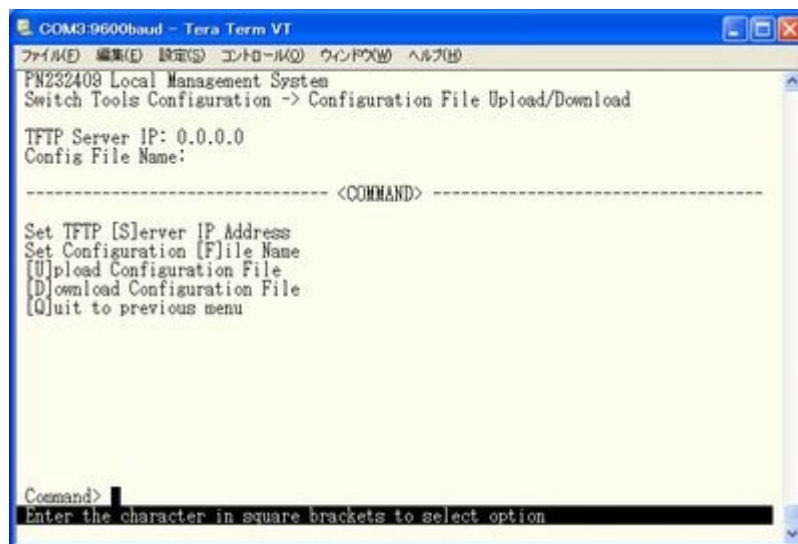 COM3:9600baud - Tera Term VT
ファイル(F) 編集(E) 設定(S) コントロール(O) ウィンドウ(W) ヘルプ(H)
PN232409 Local Management System
Switch Tools Configuration -> Configuration File Upload/Download
TFTP Server IP: 0.0.0.0
Config File Name:
-------------------------------- <COMMAND> -----------------------------------
Set TFTP [S]erver IP Address
Set Configuration [F]ile Name
[U]pload Configuration File
[D]ownload Configuration File
[Q]uit to previous menu
Command>
Enter the character in square brackets to select option